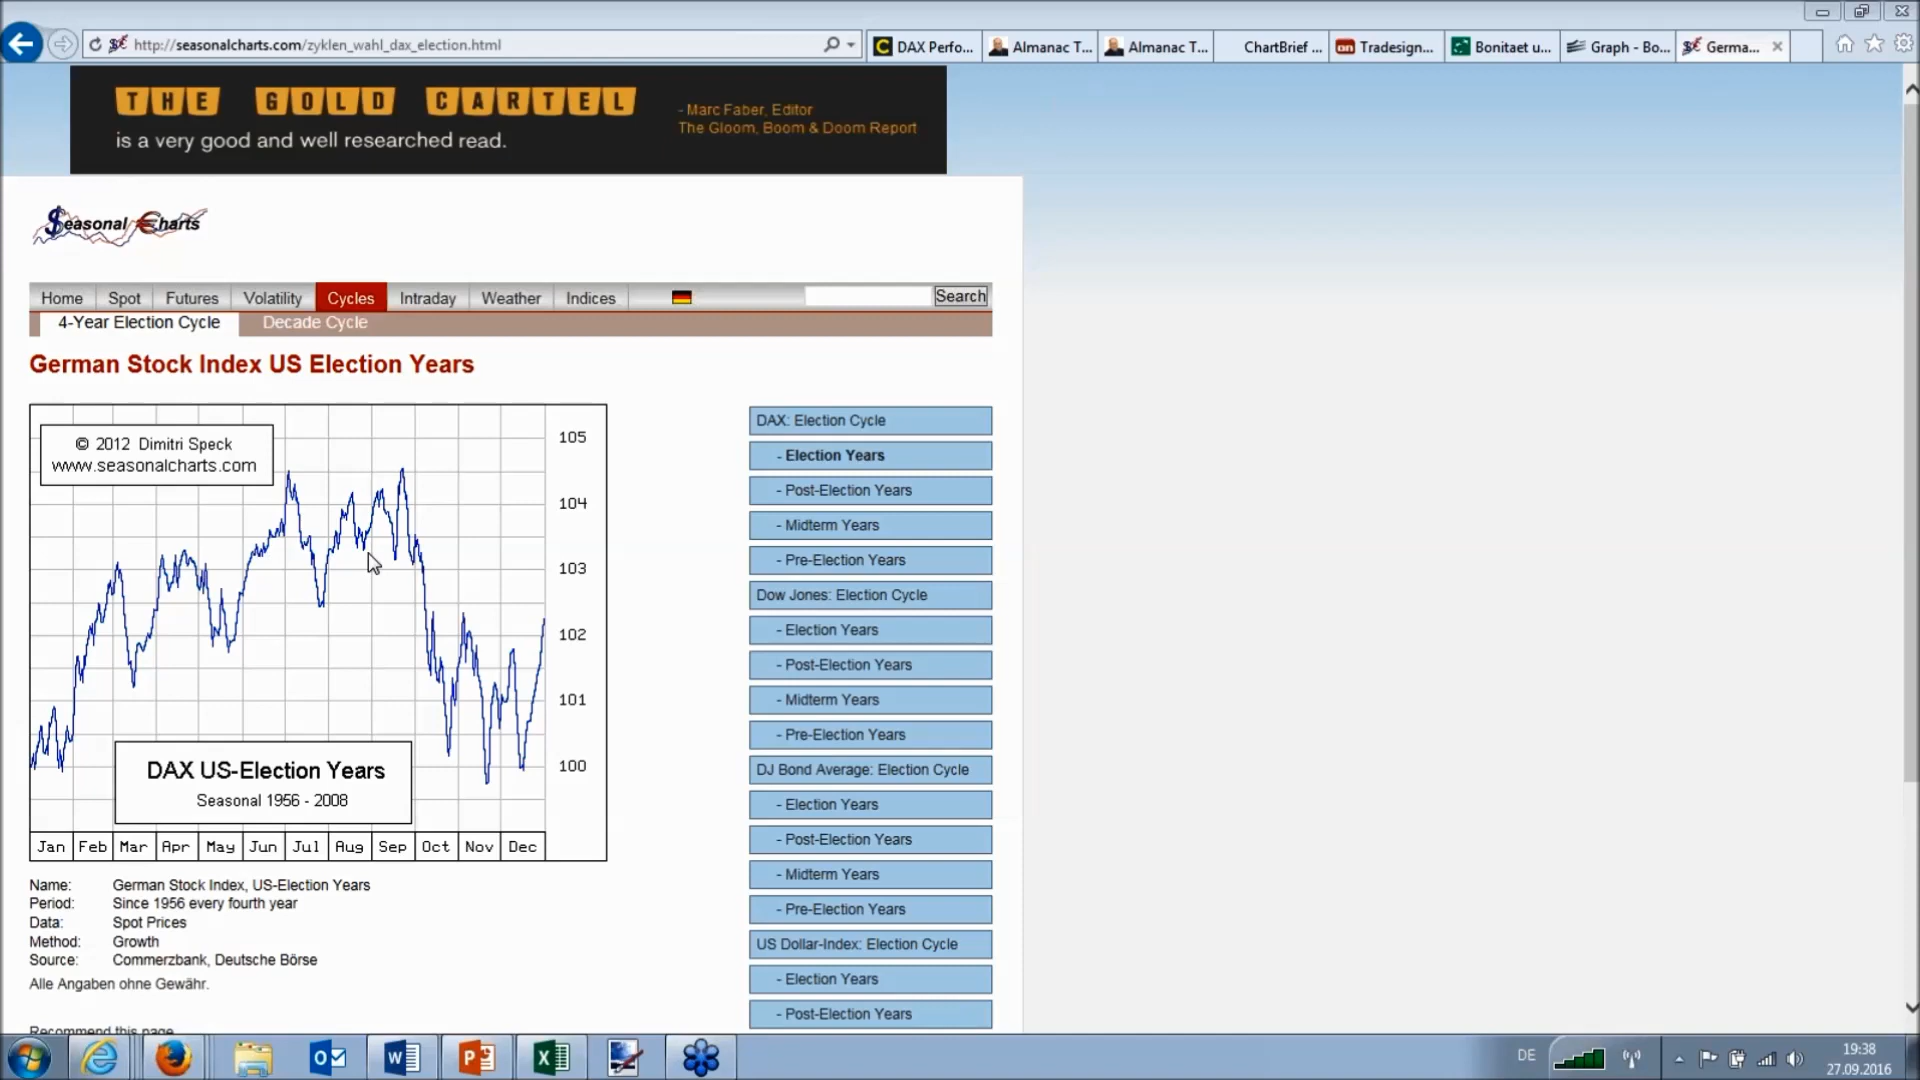 http://seasonalcharts.com/zyklen_wahl_dax_election.html
DAX Perfo...
Almanac T...
Almanac T...
ChartBrief ...
Tradesign...
Bonitaet u...
Graph - Bo...
Germa...
THE GOLD CARTEL
is a very good and well researched read.
- Marc Faber, Editor
The Gloom, Boom & Doom Report
$easonal €harts
Home Spot Futures Volatility Cycles Intraday Weather Indices Search
4-Year Election Cycle Decade Cycle
German Stock Index US Election Years
© 2012 Dimitri Speck
www.seasonalcharts.com
105
104
103
102
101
100
DAX US-Election Years
Seasonal 1956 - 2008
Jan Feb Mar Apr May Jun Jul Aug Sep Oct Nov Dec
Name: German Stock Index, US-Election Years
Period: Since 1956 every fourth year
Data: Spot Prices
Method: Growth
Source: Commerzbank, Deutsche Börse
Alle Angaben ohne Gewähr.
Recommend this page
DAX: Election Cycle
- Election Years
- Post-Election Years
- Midterm Years
- Pre-Election Years
Dow Jones: Election Cycle
- Election Years
- Post-Election Years
- Midterm Years
- Pre-Election Years
DJ Bond Average: Election Cycle
- Election Years
- Post-Election Years
- Midterm Years
- Pre-Election Years
US Dollar-Index: Election Cycle
- Election Years
- Post-Election Years
DE
19:38
27.09.2016